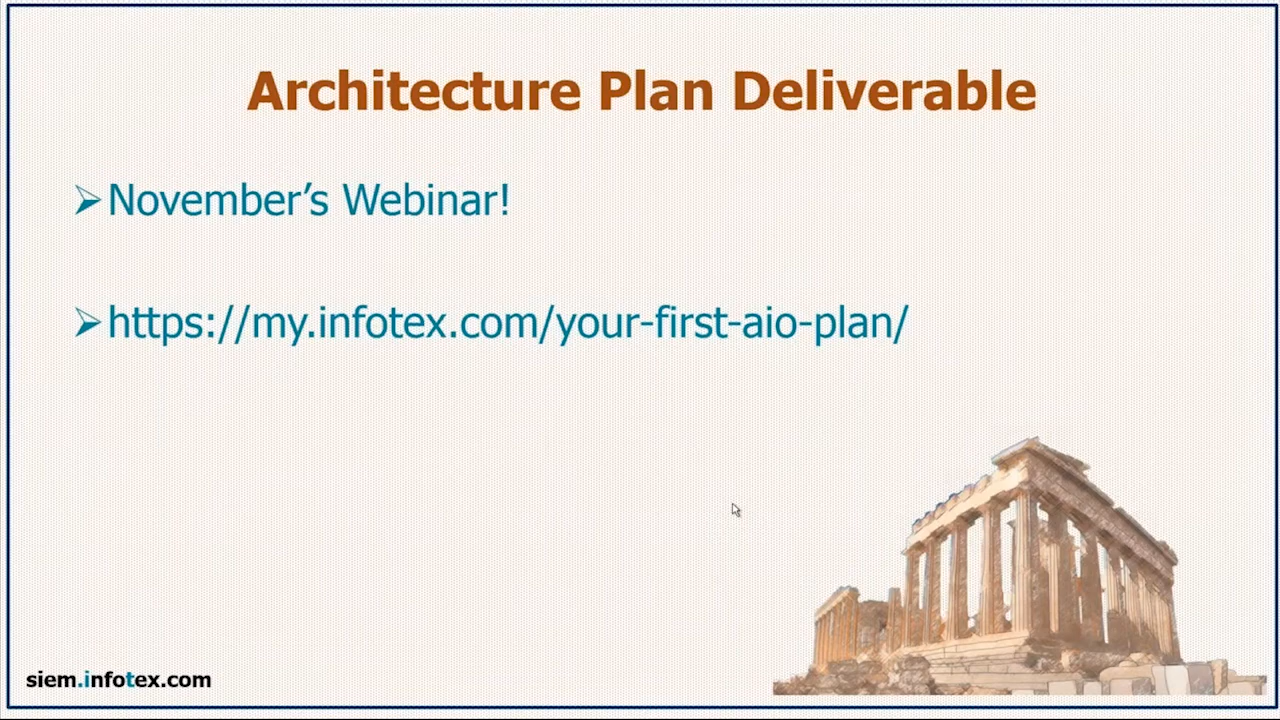 Architecture Plan Deliverable
➢November’s Webinar!
➢https://my.infotex.com/your-first-aio-plan/
siem.infotex.com